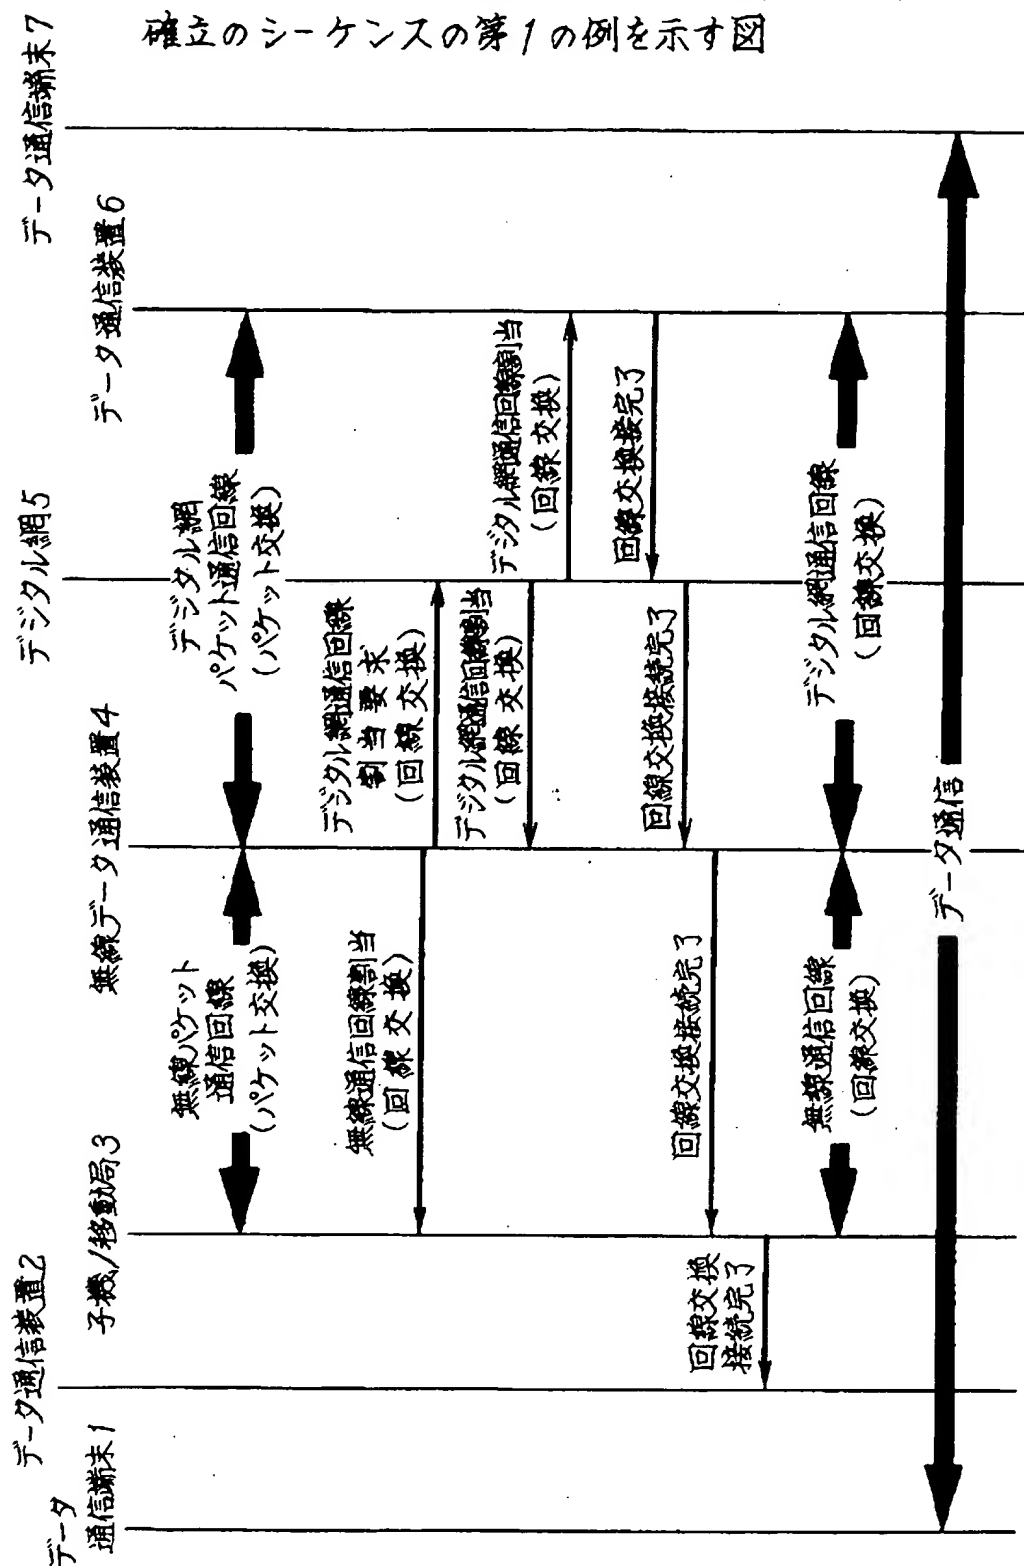 確立のシーケンスの第1の例を示す図
データ
通信端末1
データ通信装置2
子機/移動局3
無線データ通信装置4
デジタル網5
データ通信装置6
データ通信端末7
無線パケット
通信回線
(パケット交換)
デジタル網
パケット通信回線
(パケット交換)
無線通信回線割当
(回線交換)
デジタル網通信回線
割当要求
(回線交換)
デジタル網通信回線割当
(回線交換)
デジタル網通信回線割当
(回線交換)
回線交換接完了
回線交換接続完了
回線交換接続完了
回線交換
接続完了
無線通信回線
(回線交換)
デジタル網通信回線
(回線交換)
データ通信